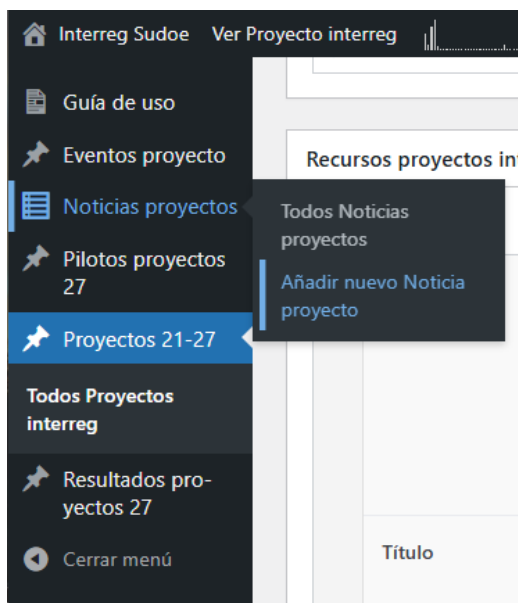 Interreg Sudoe Ver Proyecto interreg
Guía de uso
Eventos proyecto
Recursos proyectos in
Noticias proyectos
Todos Noticias
proyectos
Añadir nuevo Noticia
proyecto
Pilotos proyectos
27
Proyectos 21-27
Todos Proyectos
interreg
Resultados pro-
yectos 27
Cerrar menú
Título